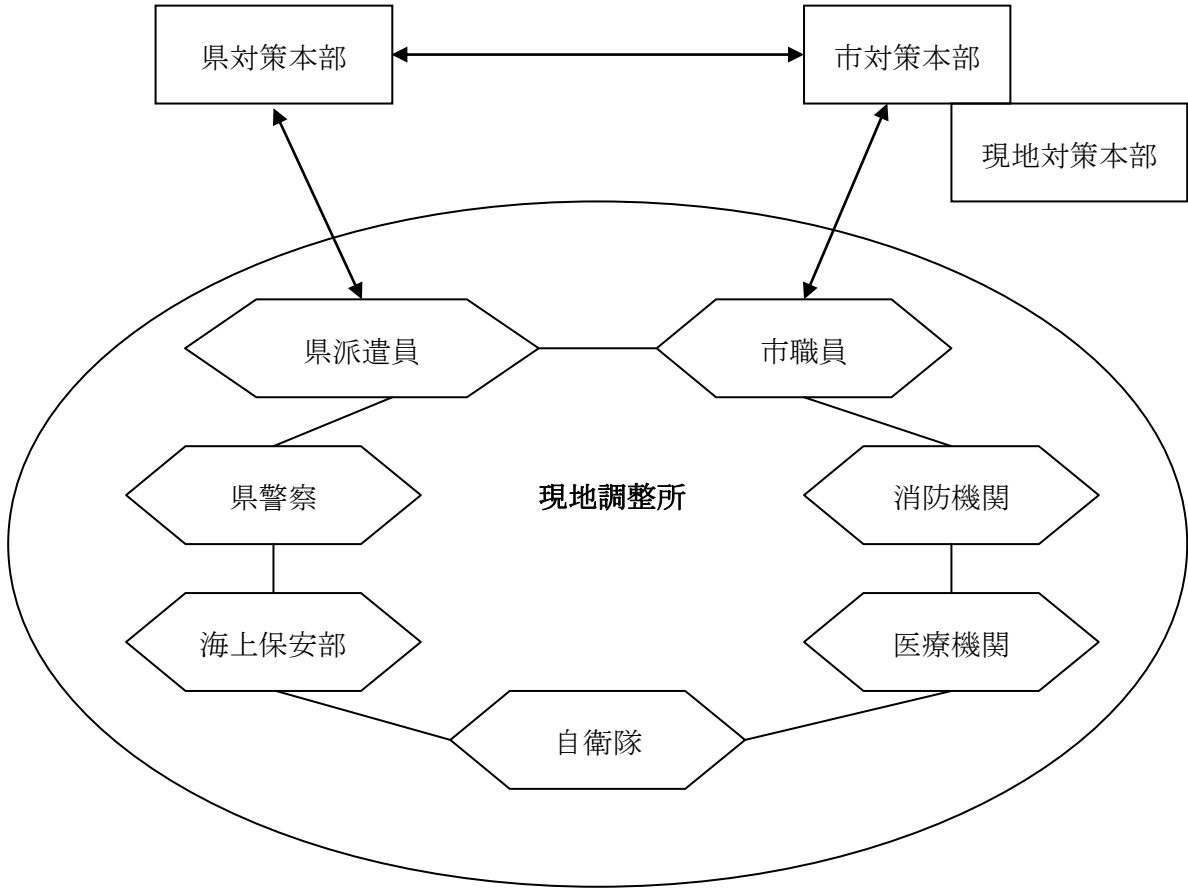 県対策本部
市対策本部
現地対策本部
県派遣員
市職員
県警察
現地調整所
消防機関
海上保安部
医療機関
自衛隊